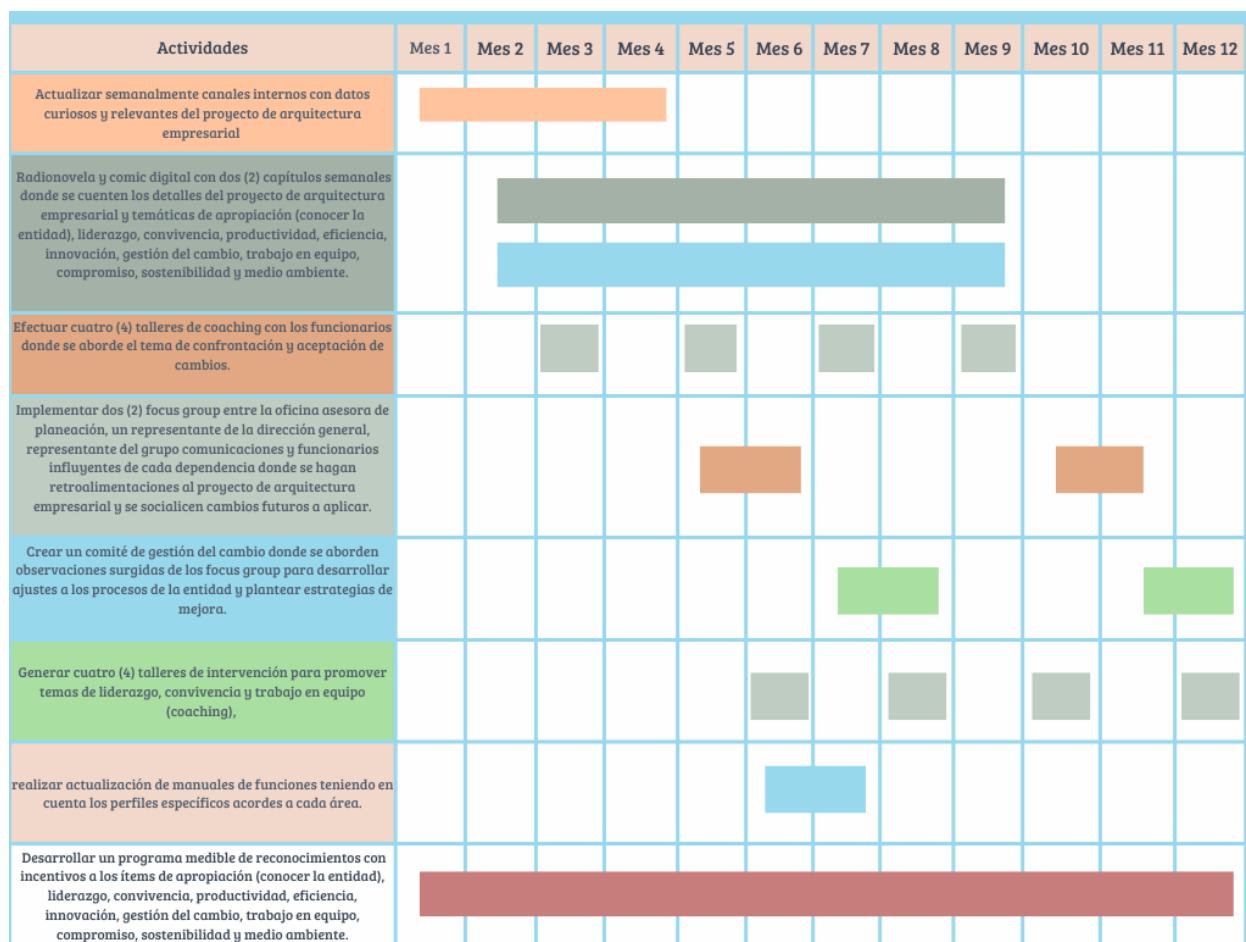 Actividades Mes 1 Mes 2 Mes 3 Mes 4 Mes 5 Mes 6 Mes 7 Mes 8 Mes 9 Mes 10 Mes 11 Mes 12
Actualizar semanalmente canales internos con datos
curiosos y relevantes del proyecto de arquitectura
empresarial
Radionovela y comic digital con dos (2) capítulos semanales
donde se cuenten los detalles del proyecto de arquitectura
empresarial y temáticas de apropiación (conocer la
entidad), liderazgo, convivencia, productividad, eficiencia,
innovación, gestión del cambio, trabajo en equipo,
compromiso, sostenibilidad y medio ambiente.
Efectuar cuatro (4) talleres de coaching con los funcionarios
donde se aborde el tema de confrontación y aceptación de
cambios.
Implementar dos (2) focus group entre la oficina asesora de
planeación, un representante de la dirección general,
representante del grupo comunicaciones y funcionarios
influyentes de cada dependencia donde se hagan
retroalimentaciones al proyecto de arquitectura
empresarial y se socialicen cambios futuros a aplicar.
Crear un comité de gestión del cambio donde se aborden
observaciones surgidas de los focus group para desarrollar
ajustes a los procesos de la entidad y plantear estrategias de
mejora.
Generar cuatro (4) talleres de intervención para promover
temas de liderazgo, convivencia y trabajo en equipo
(coaching),
realizar actualización de manuales de funciones teniendo en
cuenta los perfiles específicos acordes a cada área.
Desarrollar un programa medible de reconocimientos con
incentivos a los ítems de apropiación (conocer la entidad),
liderazgo, convivencia, productividad, eficiencia,
innovación, gestión del cambio, trabajo en equipo,
compromiso, sostenibilidad y medio ambiente.